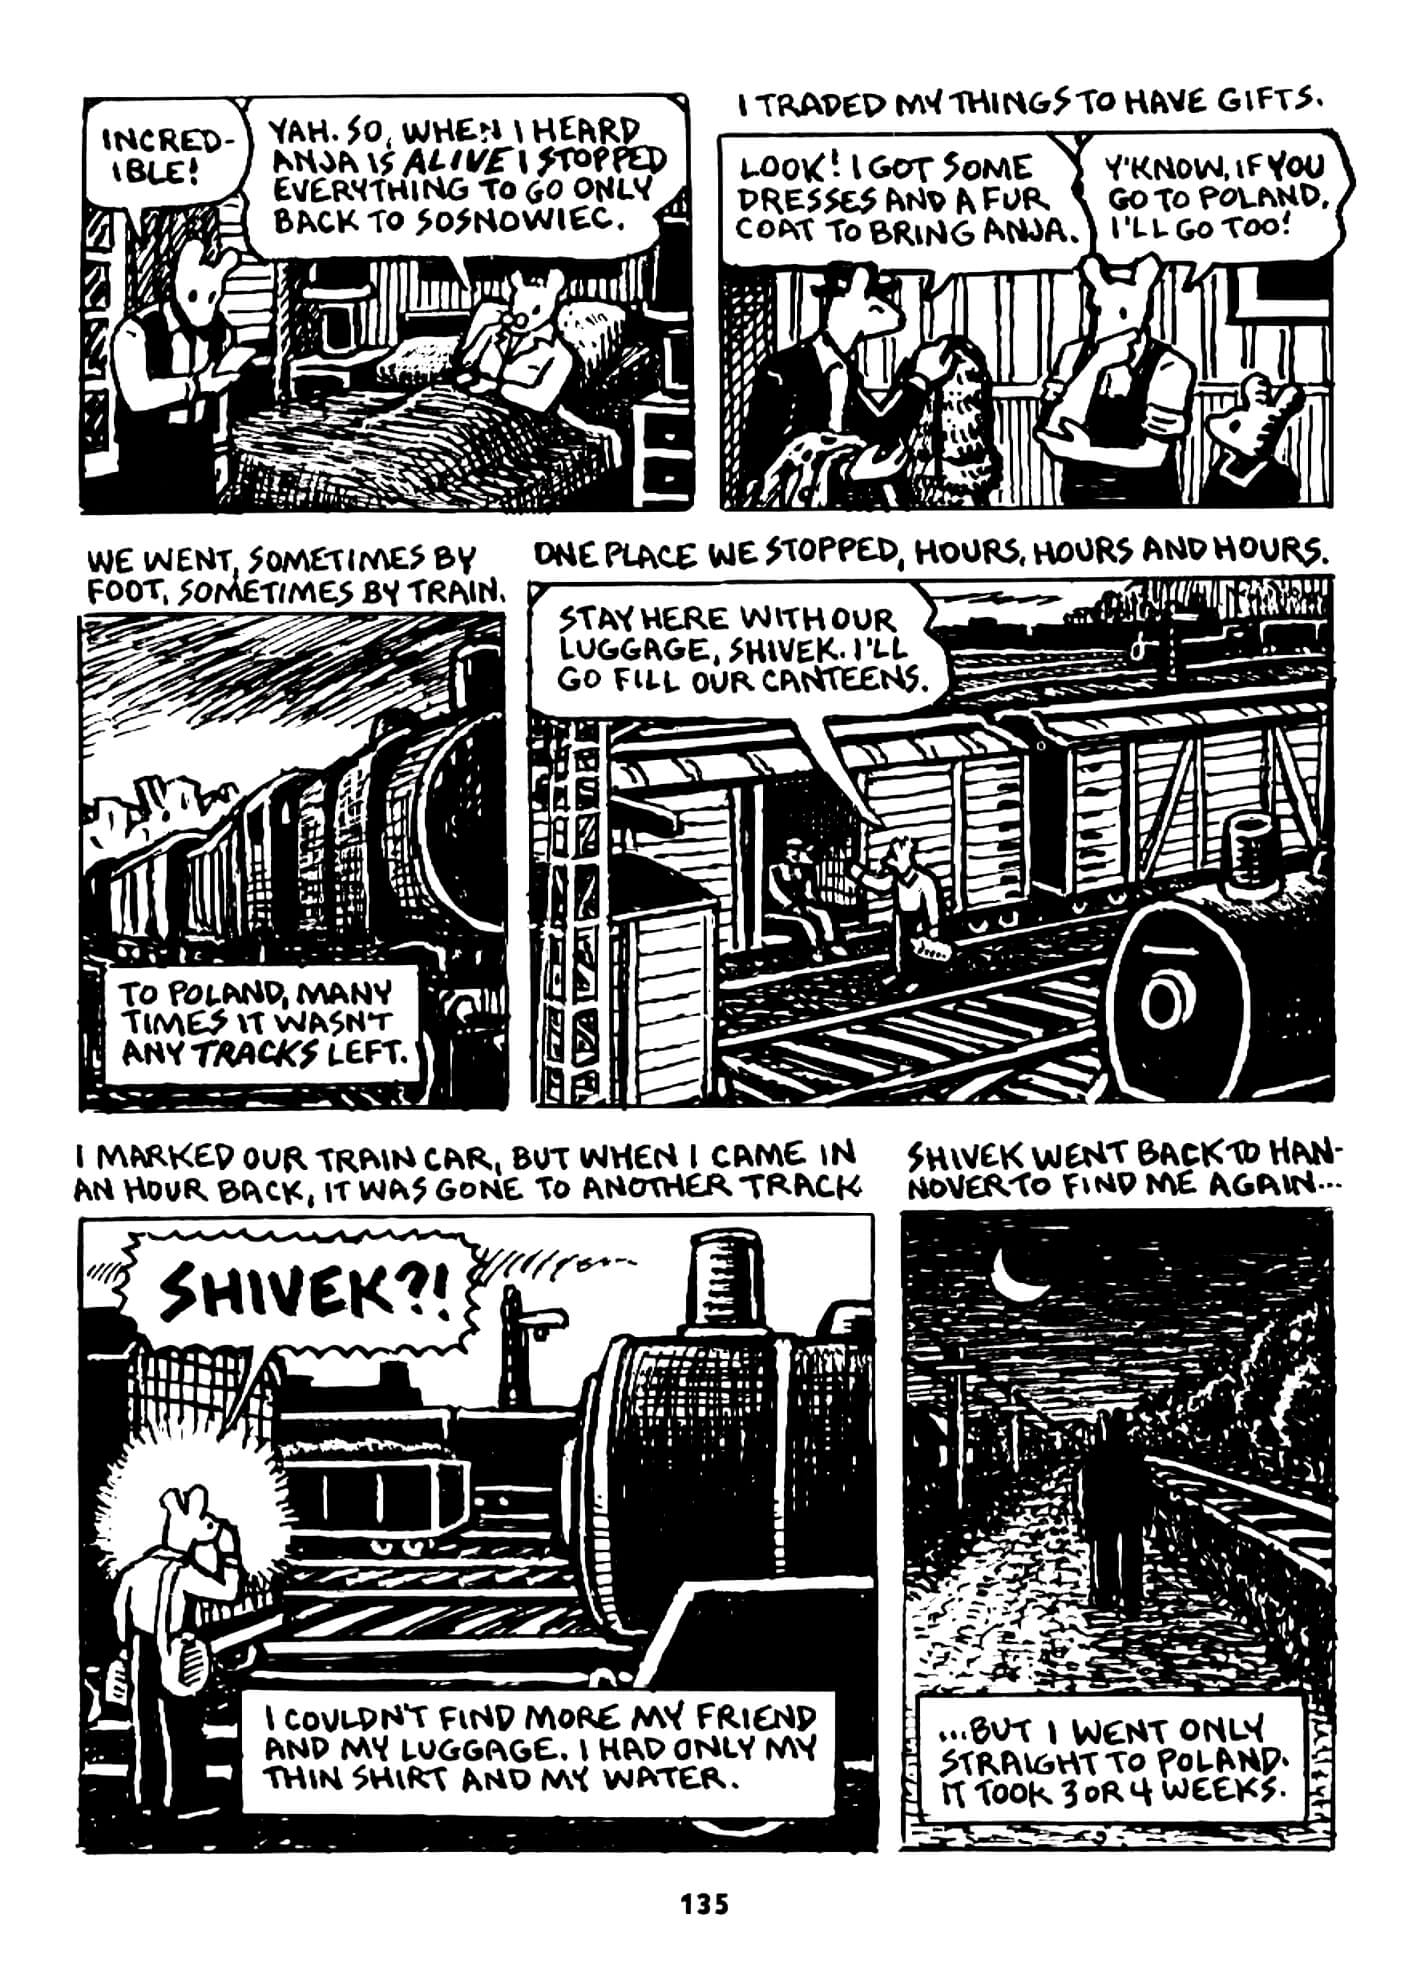 INCRED-
IBLE!
YAH. SO, WHEN I HEARD
ANJA IS ALIVE I STOPPED
EVERYTHING TO GO ONLY
BACK TO SOSNOWIEC.
I TRADED MY THINGS TO HAVE GIFTS.
LOOK! I GOT SOME
DRESSES AND A FUR
COAT TO BRING ANJA.
Y'KNOW, IF YOU
GO TO POLAND,
I'LL GO TOO!
WE WENT, SOMETIMES BY
FOOT, SOMETIMES BY TRAIN.
TO POLAND, MANY
TIMES IT WASN'T
ANY TRACKS LEFT.
ONE PLACE WE STOPPED, HOURS, HOURS AND HOURS.
STAY HERE WITH OUR
LUGGAGE, SHIVEK. I'LL
GO FILL OUR CANTEENS.
I MARKED OUR TRAIN CAR, BUT WHEN I CAME IN
AN HOUR BACK, IT WAS GONE TO ANOTHER TRACK
SHIVEK?!
I COULDN'T FIND MORE MY FRIEND
AND MY LUGGAGE. I HAD ONLY MY
THIN SHIRT AND MY WATER.
SHIVEK WENT BACK TO HAN-
NOVER TO FIND ME AGAIN...
...BUT I WENT ONLY
STRAIGHT TO POLAND.
IT TOOK 3 OR 4 WEEKS.
135